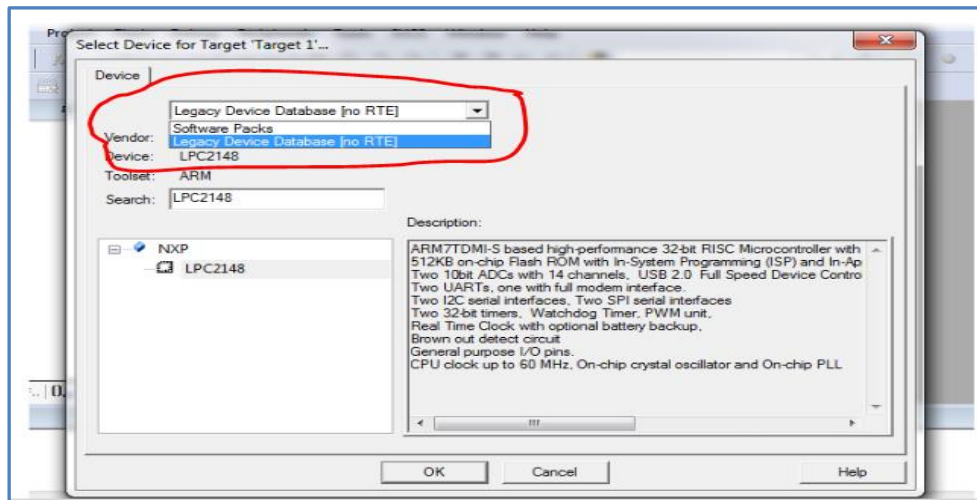 Select Device for Target 'Target 1'...
Device
Legacy Device Database [no RTE]
Software Packs
Legacy Device Database [no RTE]
Vendor:
Device: LPC2148
Toolset: ARM
Search: LPC2148
Description:
NXP
LPC2148
ARM7TDMI-S based high-performance 32-bit RISC Microcontroller with
512KB on-chip Flash ROM with In-System Programming (ISP) and In-Ap
Two 10bit ADCs with 14 channels, USB 2.0 Full Speed Device Contro
Two UARTs, one with full modem interface.
Two I2C serial interfaces, Two SPI serial interfaces
Two 32-bit timers, Watchdog Timer, PWM unit,
Real Time Clock with optional battery backup,
Brown out detect circuit
General purpose I/O pins.
CPU clock up to 60 MHz, On-chip crystal oscillator and On-chip PLL
OK
Cancel
Help